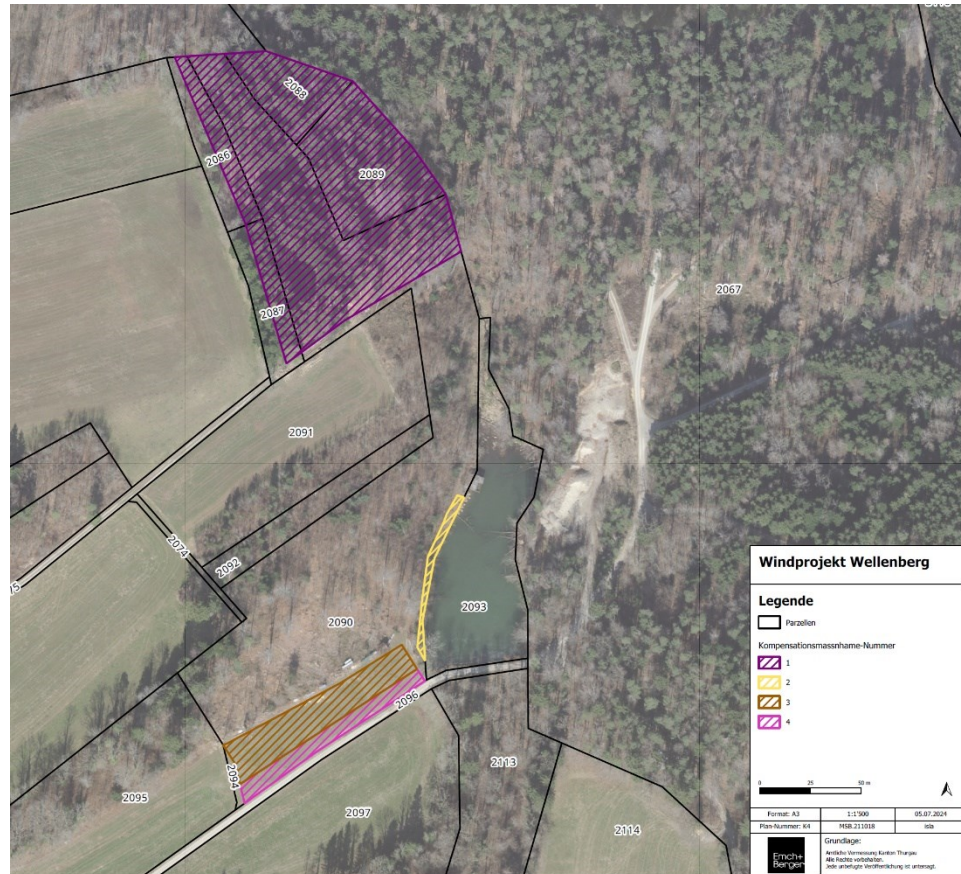 2088
2086
2089
2067
2087
2091
2074
2092
2093
2090
2096
2094
2113
2095
2097
2114
Windprojekt Wellenberg
Legende
Parzellen
Kompensationsmassnhame-Nummer
1
2
3
4
0 25 50 m
Format: A3 1:1'500 05.07.2024
Plan-Nummer: K4 MSB.211018 isla
Emch+
Berger
Grundlage:
Amtliche Vermessung Kanton Thurgau
Alle Rechte vorbehalten.
Jede unbefugte Veröffentlichung ist untersagt.